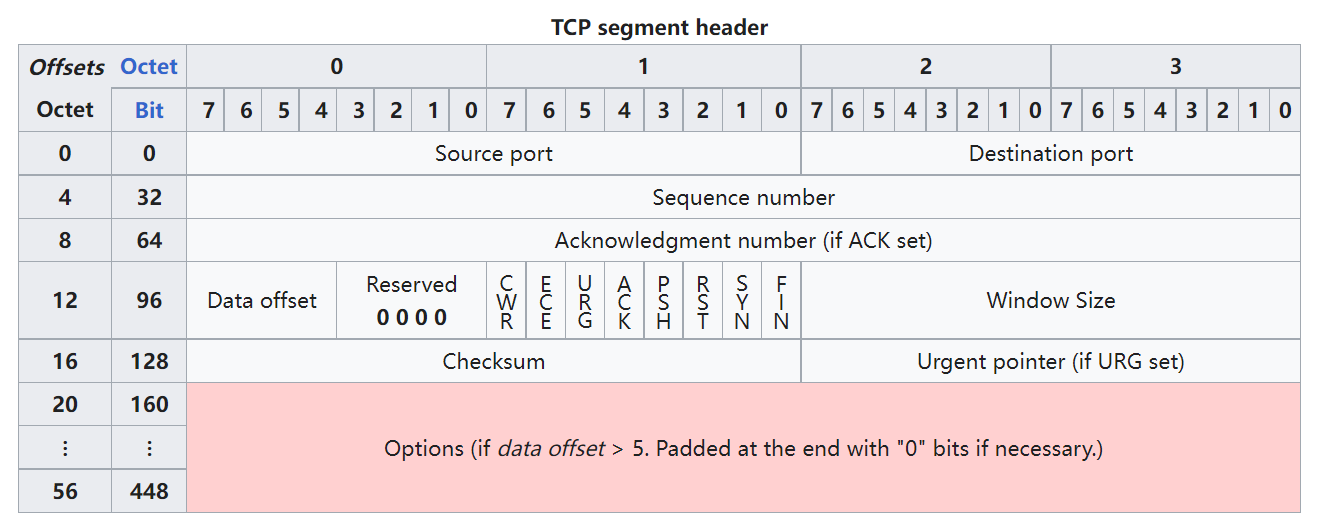 TCP segment header
Offsets Octet 0 1 2 3
Octet Bit 7 6 5 4 3 2 1 0 7 6 5 4 3 2 1 0 7 6 5 4 3 2 1 0 7 6 5 4 3 2 1 0
0 0 Source port Destination port
4 32 Sequence number
8 64 Acknowledgment number (if ACK set)
12 96 Data offset Reserved 0 0 0 0 CWR ECE URG ACK PSH RST SYN FIN Window Size
16 128 Checksum Urgent pointer (if URG set)
20 160
⋮ ⋮ Options (if data offset > 5. Padded at the end with "0" bits if necessary.)
56 448